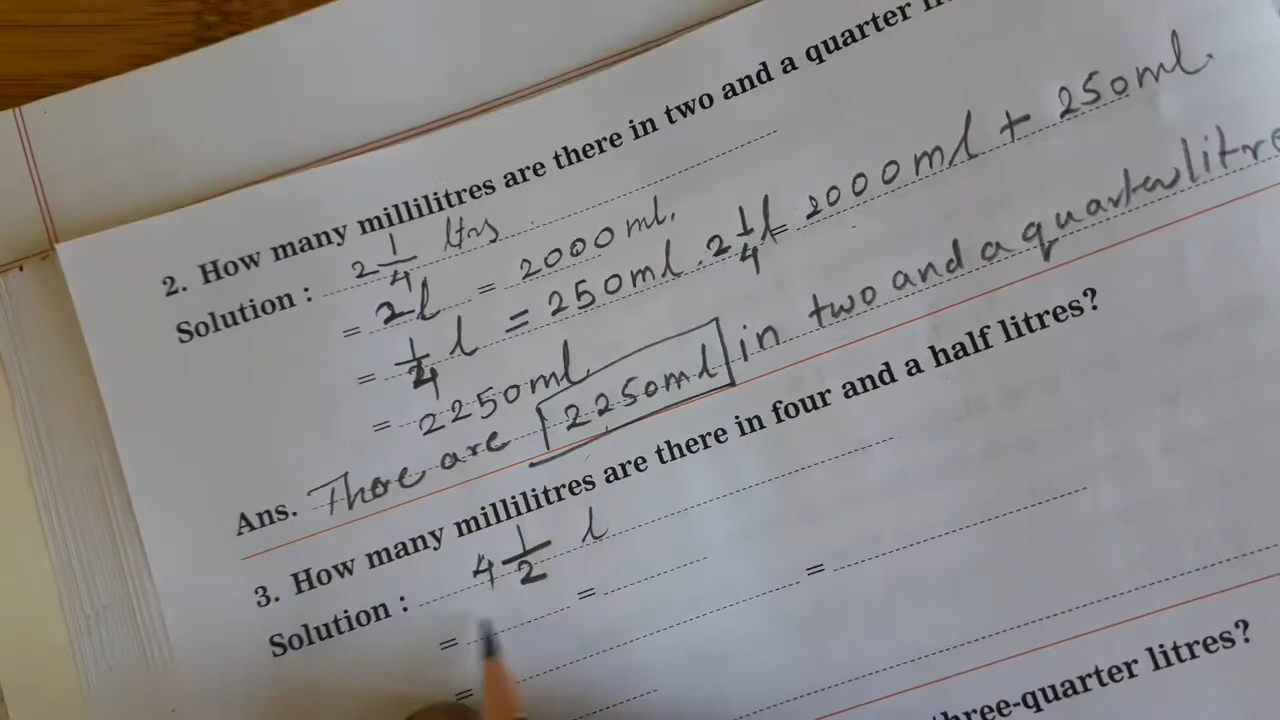 2. How many millilitres are there in two and a quarter
Solution : 2 1/4 ltrs
= 2l = 2000 ml.
= 1/4 l = 250ml . 2 1/4 l = 2000ml + 250ml.
= 2250ml
Ans. There are 2250ml in two and a quarter litre
3. How many millilitres are there in four and a half litres?
Solution : 4 1/2 l
= =
= =
three-quarter litres?